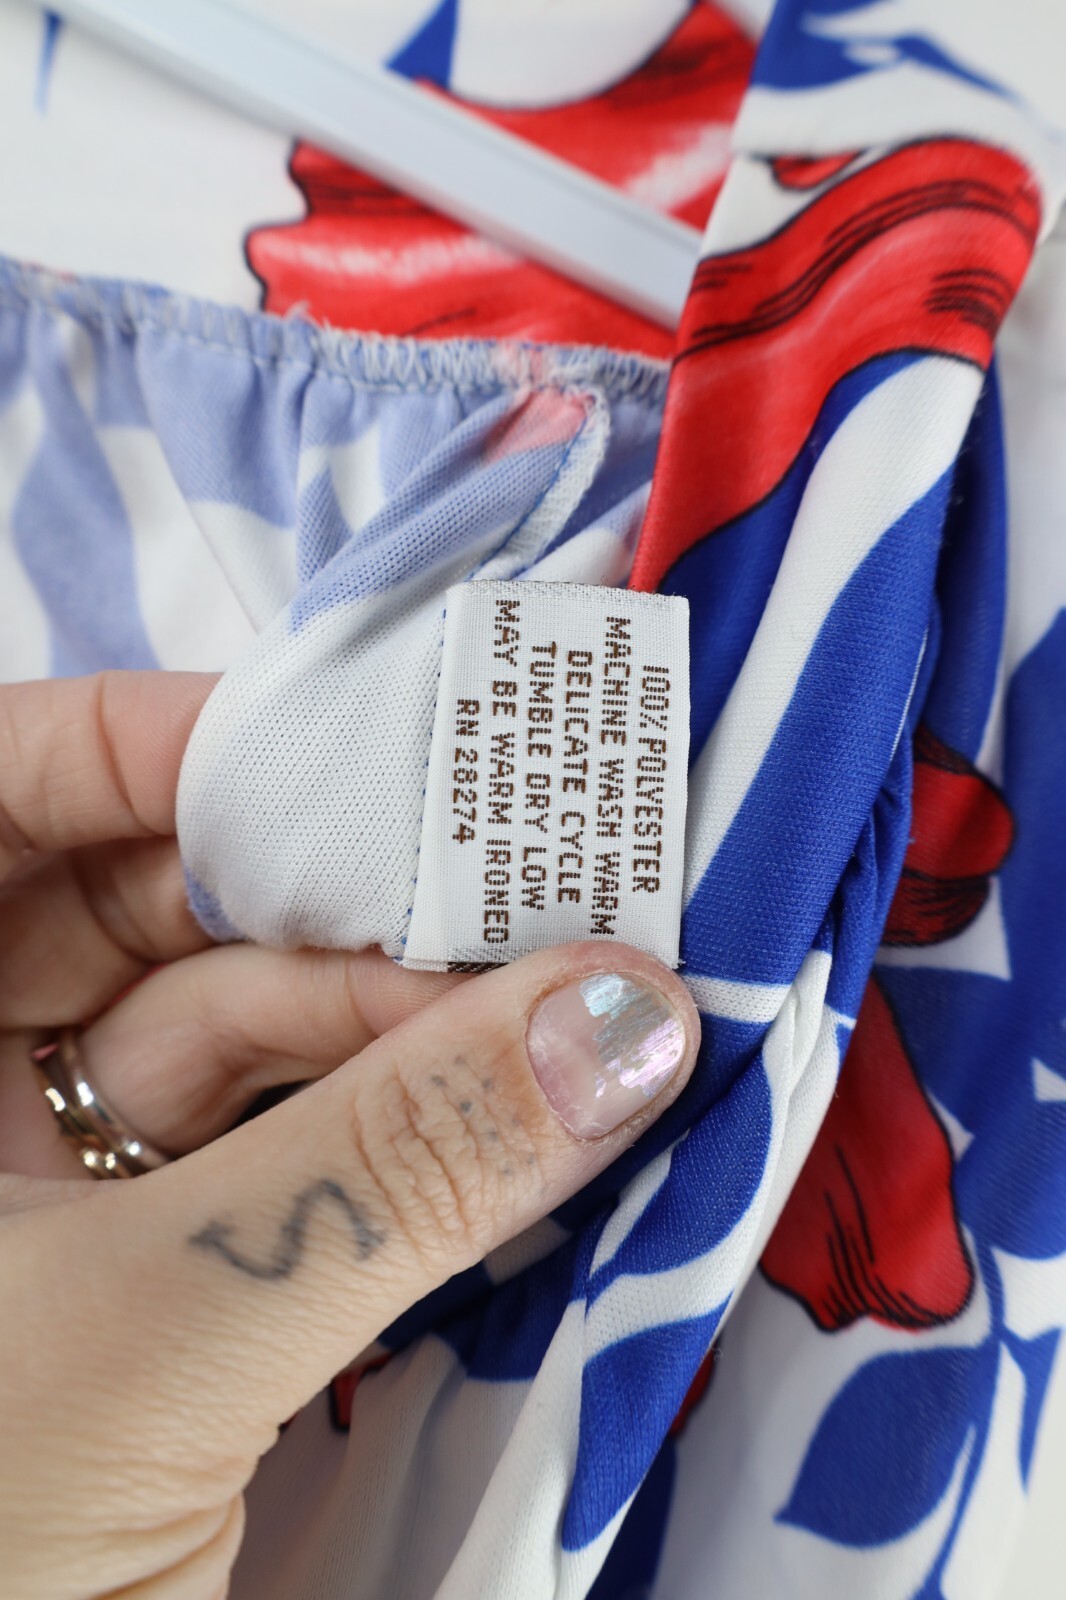 100% POLYESTER
MACHINE WASH WARM
DELICATE CYCLE
TUMBLE DRY LOW
MAY BE WARM IRONED
RN 28274
S